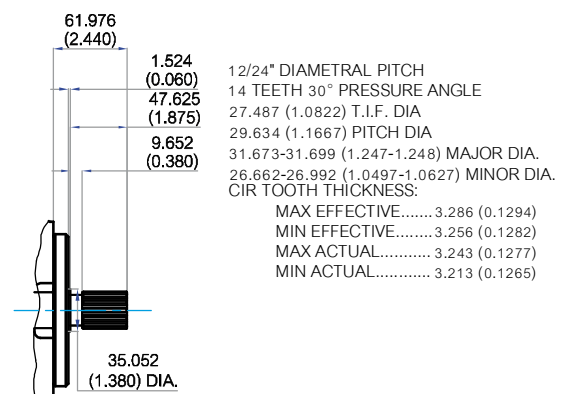 61.976
(2.440)
1.524
(0.060)
47.625
(1.875)
9.652
(0.380)
12/24" DIAMETRAL PITCH
14 TEETH 30° PRESSURE ANGLE
27.487 (1.0822) T.I.F. DIA
29.634 (1.1667) PITCH DIA
31.673-31.699 (1.247-1.248) MAJOR DIA.
26.662-26.992 (1.0497-1.0627) MINOR DIA.
CIR TOOTH THICKNESS:
MAX EFFECTIVE....... 3.286 (0.1294)
MIN EFFECTIVE........ 3.256 (0.1282)
MAX ACTUAL........... 3.243 (0.1277)
MIN ACTUAL............ 3.213 (0.1265)
35.052
(1.380) DIA.